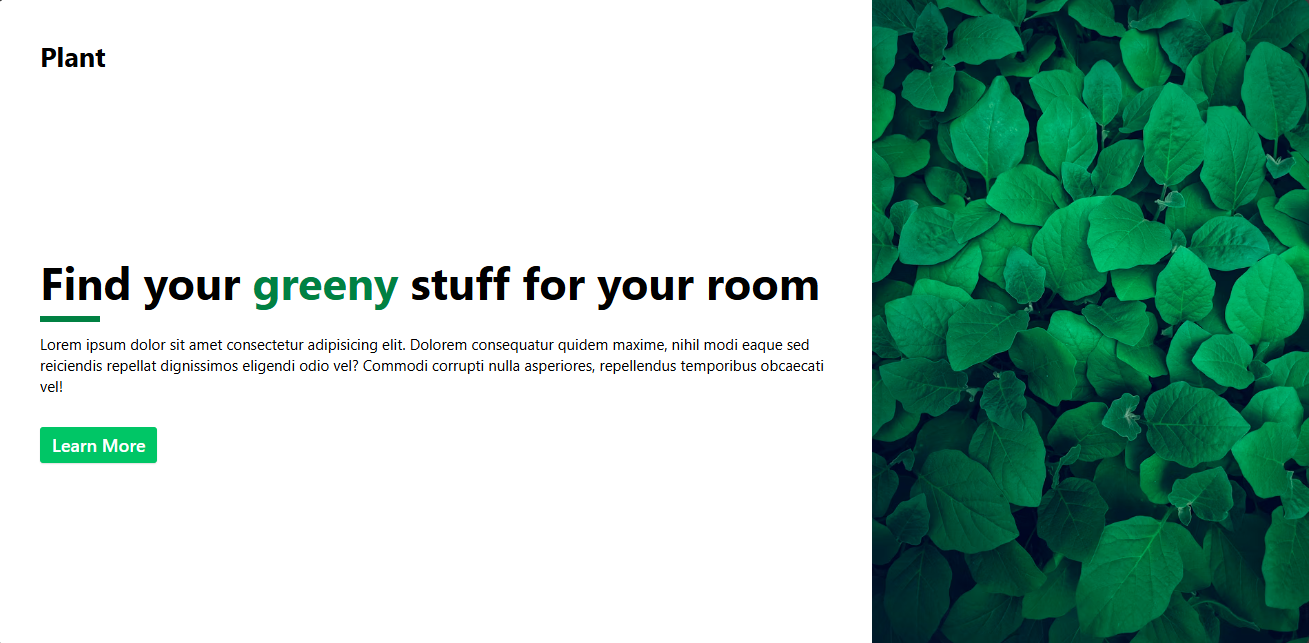 Plant
Find your greeny stuff for your room
Lorem ipsum dolor sit amet consectetur adipisicing elit. Dolorem consequatur quidem maxime, nihil modi eaque sed
reiciendis repellat dignissimos eligendi odio vel? Commodi corrupti nulla asperiores, repellendus temporibus obcaecati
vel!
Learn More